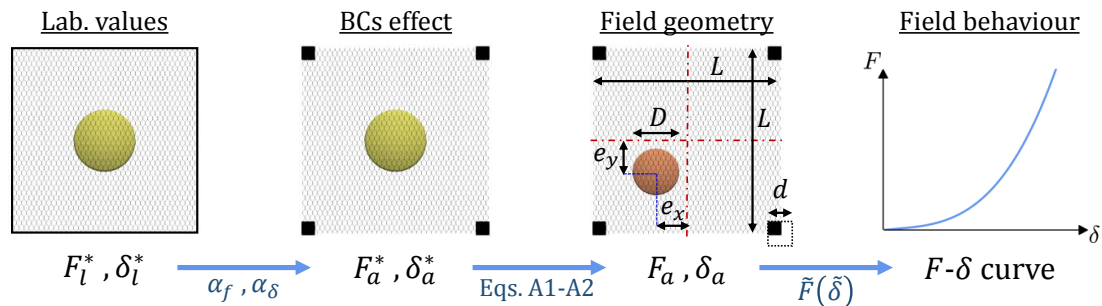 Lab. values
BCs effect
Field geometry
Field behaviour
L
F
D
L
e_y
d
e_x
δ
F_l^*, δ_l^*
F_a^*, δ_a^*
F_a, δ_a
F-δ curve
α_f, α_δ
Eqs. A1-A2
F̃(δ̃)